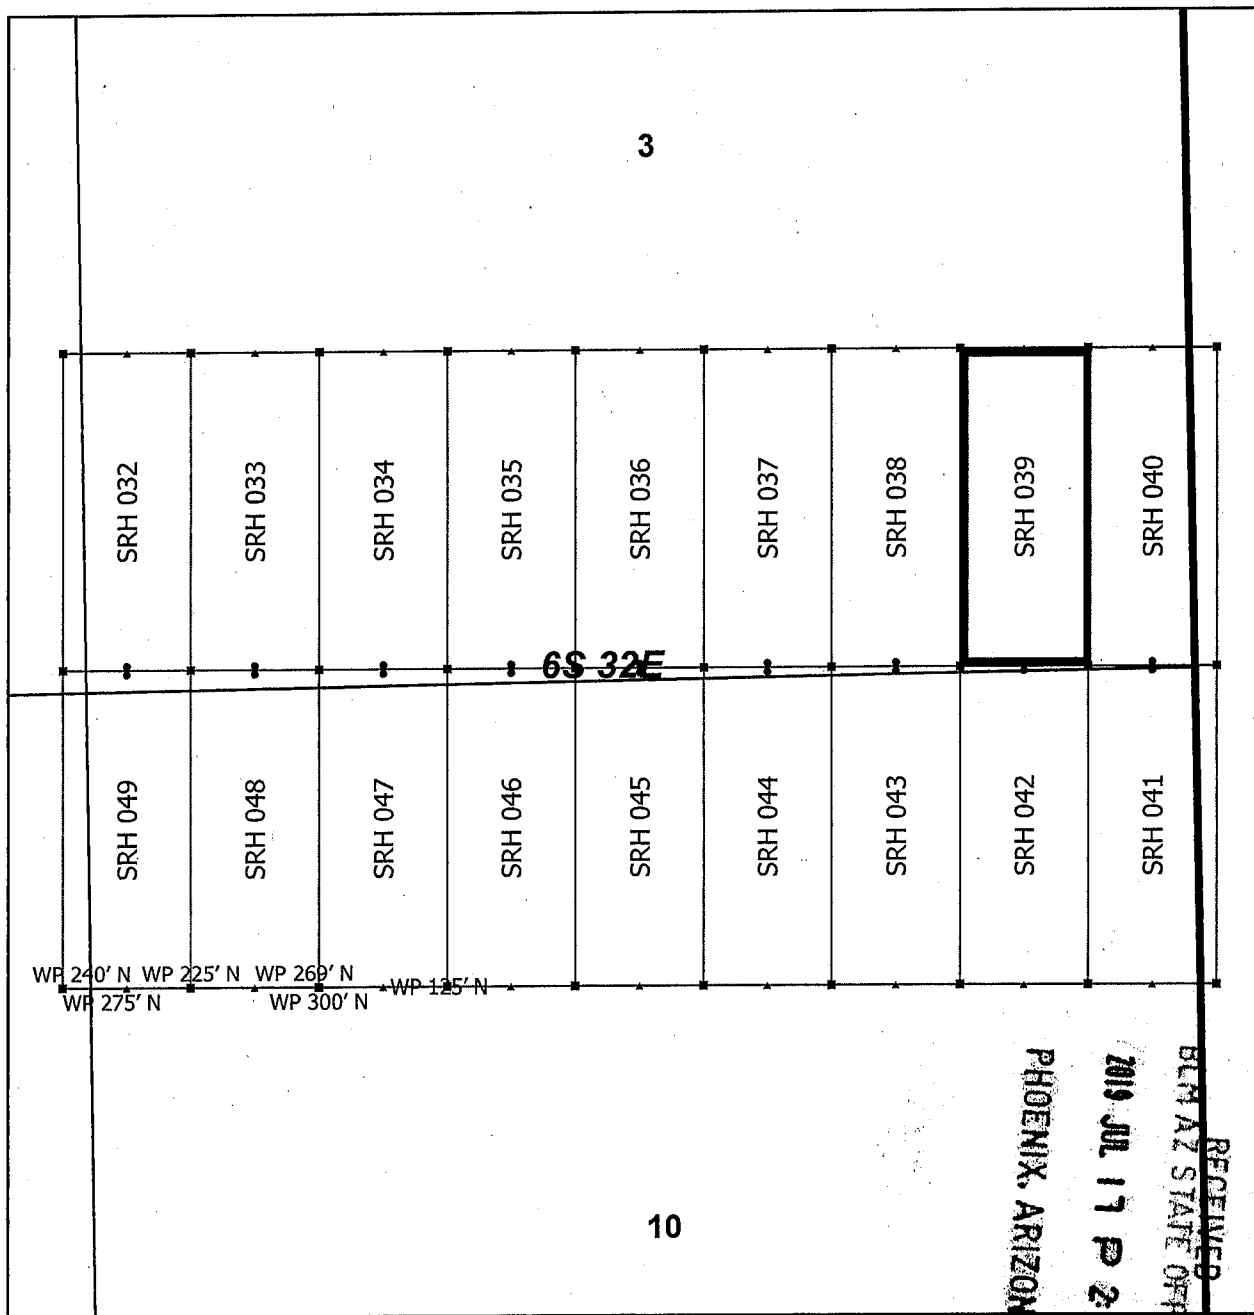 3
SRH 032
SRH 033
SRH 034
SRH 035
SRH 036
SRH 037
SRH 038
SRH 039
SRH 040
6S 32E
SRH 049
SRH 048
SRH 047
SRH 046
SRH 045
SRH 044
SRH 043
SRH 042
SRH 041
WP 240' N WP 225' N WP 269' N
WP 275' N WP 300' N WP 125' N
10
RECEIVED
BLM AZ STATE OFF
2019 JUL 17 P 2:
PHOENIX, ARIZON